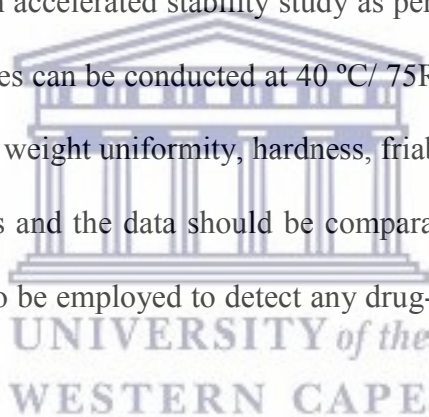 accelerated stability study as per
es can be conducted at 40 ºC/ 75R
weight uniformity, hardness, friab
s and the data should be compara
o be employed to detect any drug-
UNIVERSITY of the
WESTERN CAPE